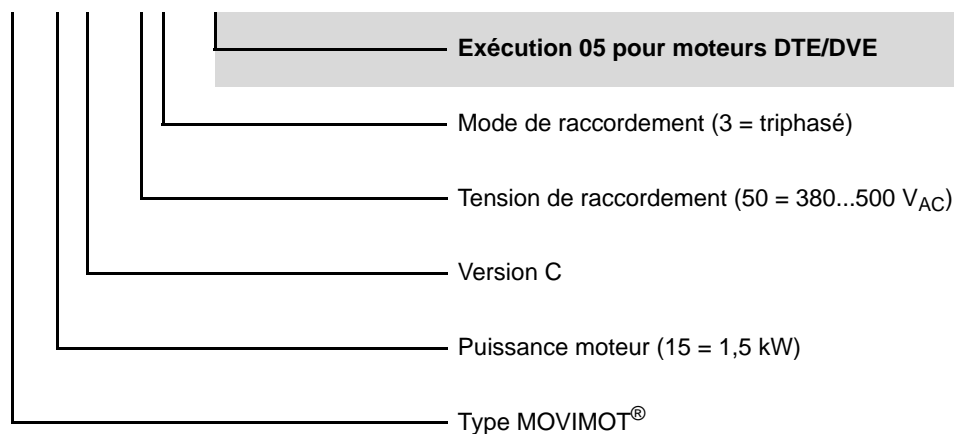 Exécution 05 pour moteurs DTE/DVE
Mode de raccordement (3 = triphasé)
Tension de raccordement (50 = 380...500 VAC)
Version C
Puissance moteur (15 = 1,5 kW)
Type MOVIMOT®